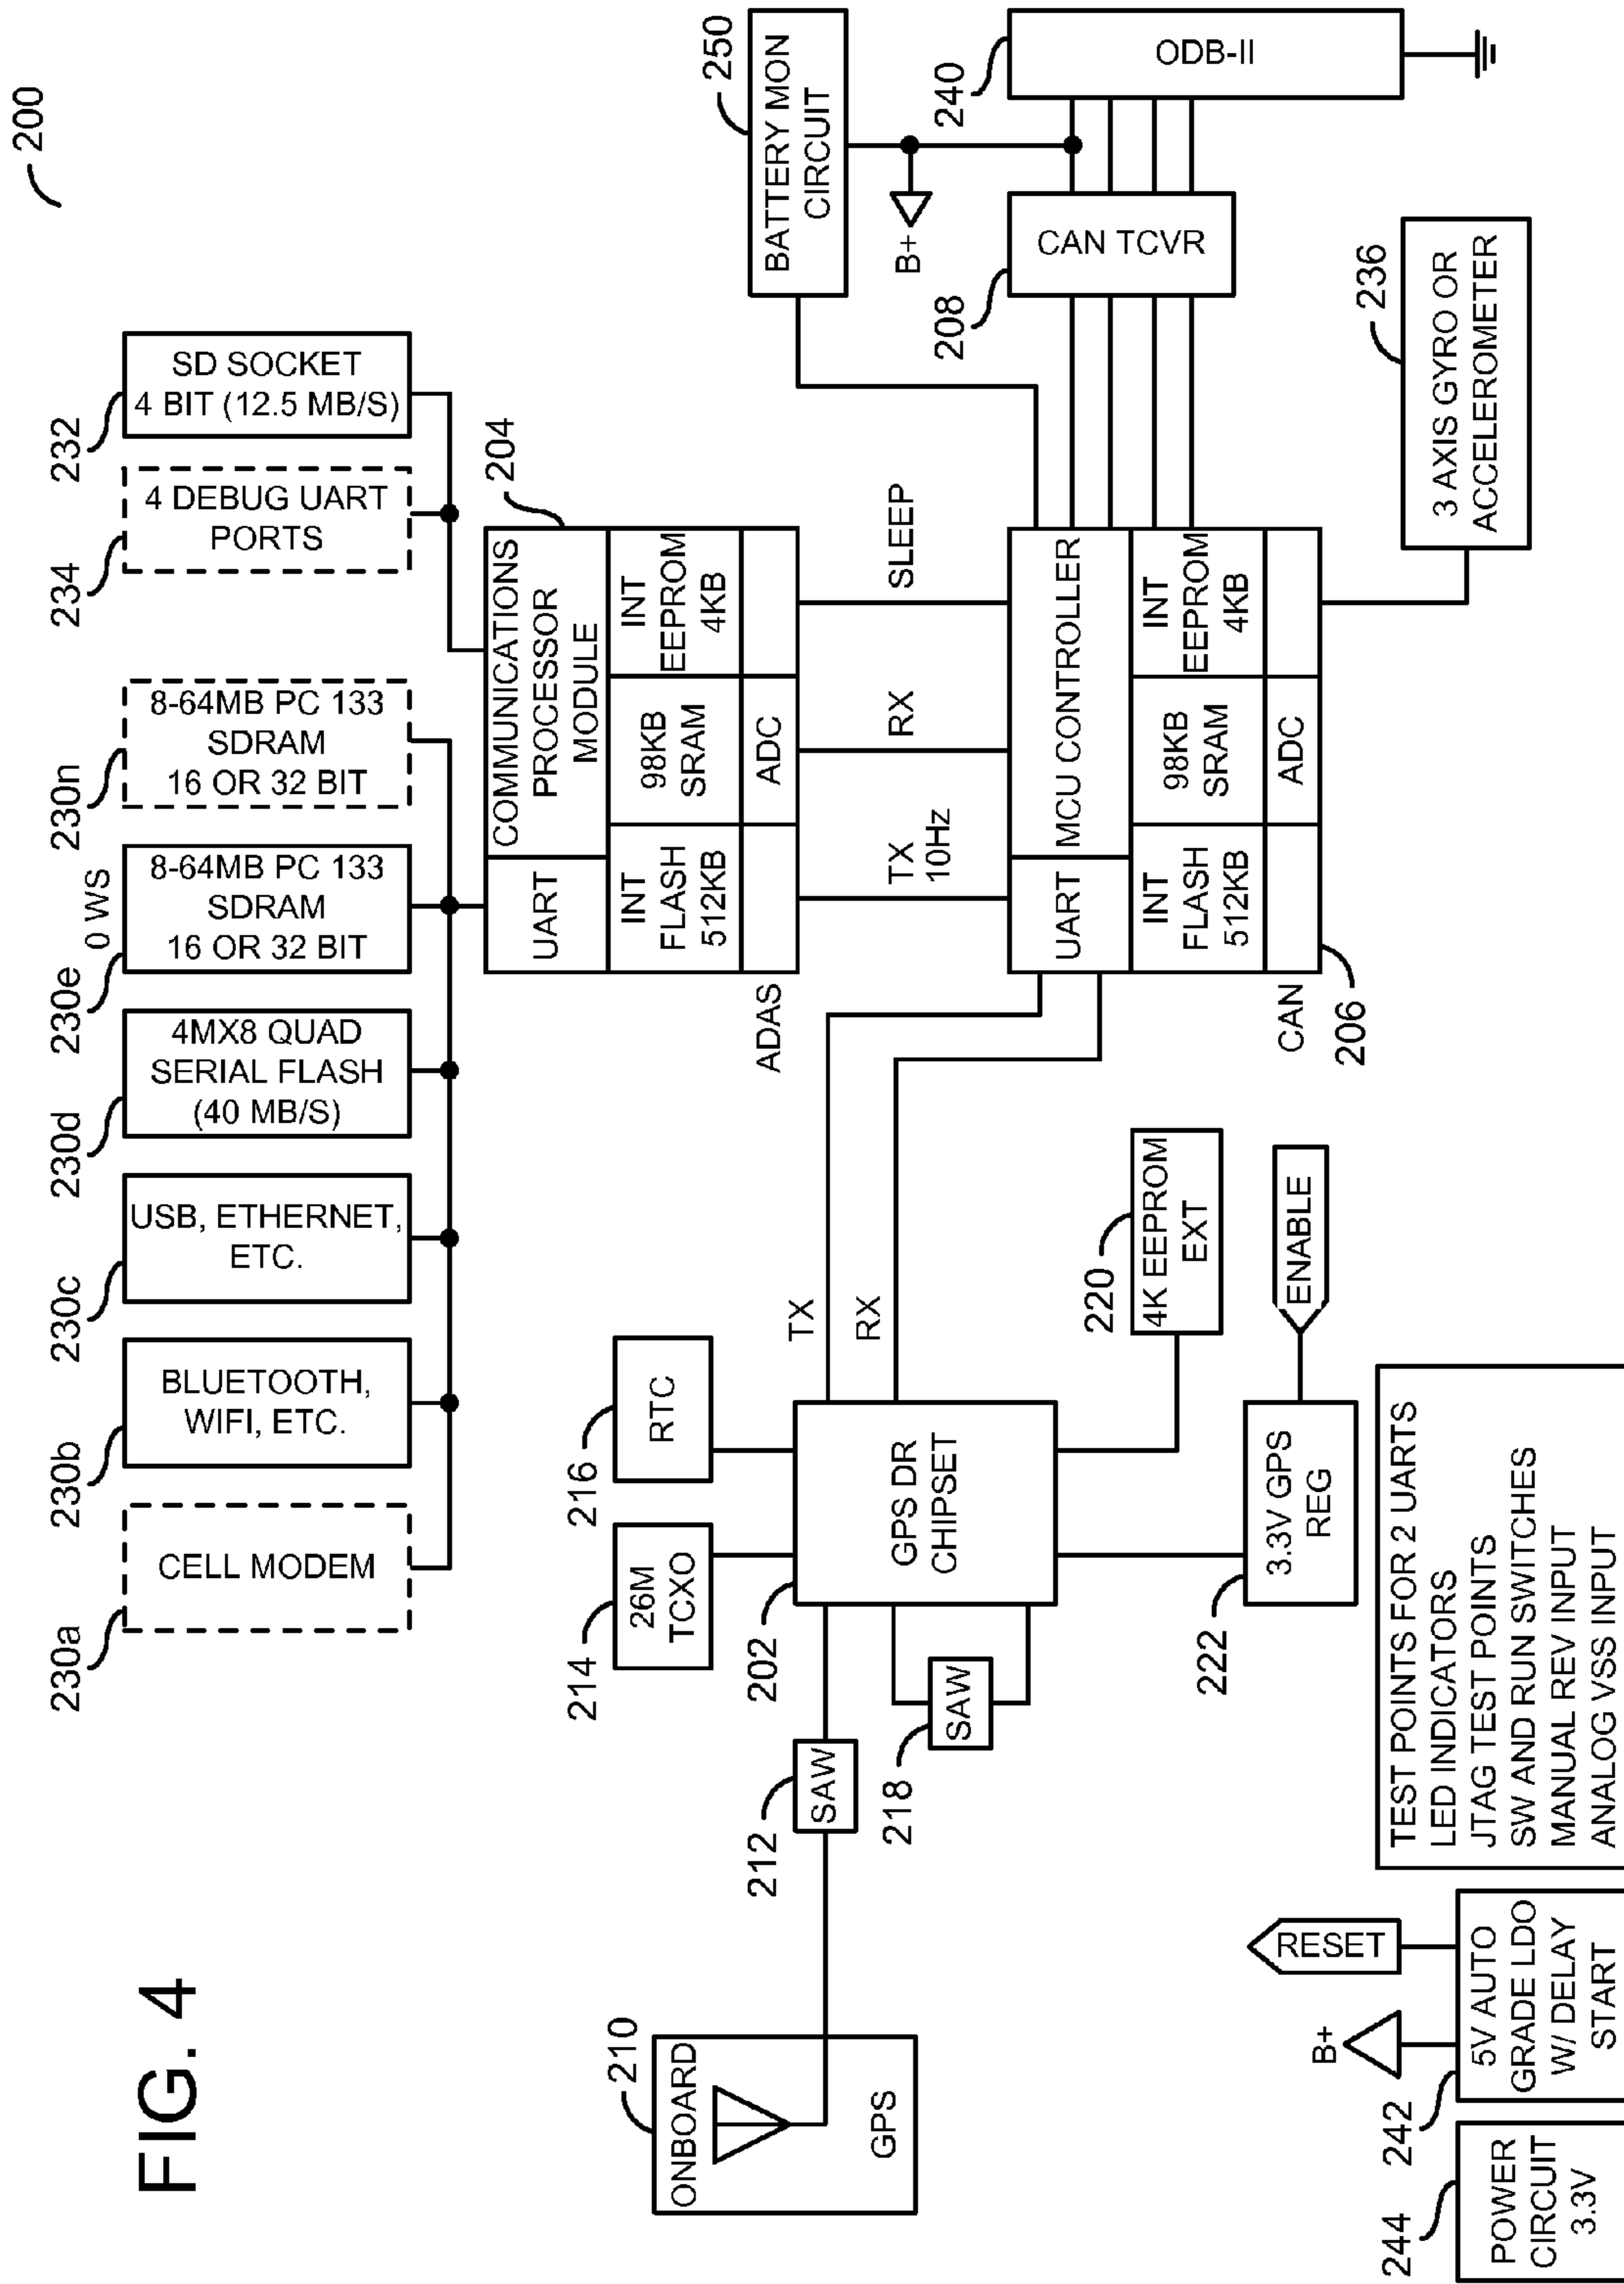 FIG. 4
200
230a
CELL MODEM
230b
BLUETOOTH,
WIFI, ETC.
230c
USB, ETHERNET,
ETC.
230d
4MX8 QUAD
SERIAL FLASH
(40 MB/S)
230e
0 WS
8-64MB PC 133
SDRAM
16 OR 32 BIT
230n
8-64MB PC 133
SDRAM
16 OR 32 BIT
234
4 DEBUG UART
PORTS
232
SD SOCKET
4 BIT (12.5 MB/S)
204
UART
COMMUNICATIONS
PROCESSOR
MODULE
INT
FLASH
512KB
98KB
SRAM
INT
EEPROM
4KB
ADC
ADAS
TX
10Hz
RX
SLEEP
250
BATTERY MON
CIRCUIT
B+
210
ONBOARD
GPS
212
SAW
214
26M
TCXO
216
RTC
202
GPS DR
CHIPSET
TX
RX
218
SAW
220
4K EEPROM
EXT
222
3.3V GPS
REG
ENABLE
UART
MCU CONTROLLER
INT
FLASH
512KB
98KB
SRAM
INT
EEPROM
4KB
ADC
CAN
206
208
CAN TCVR
240
ODB-II
236
3 AXIS GYRO OR
ACCELEROMETER
244
POWER
CIRCUIT
3.3V
242
B+
RESET
5V AUTO
GRADE LDO
W/ DELAY
START
TEST POINTS FOR 2 UARTS
LED INDICATORS
JTAG TEST POINTS
SW AND RUN SWITCHES
MANUAL REV INPUT
ANALOG VSS INPUT